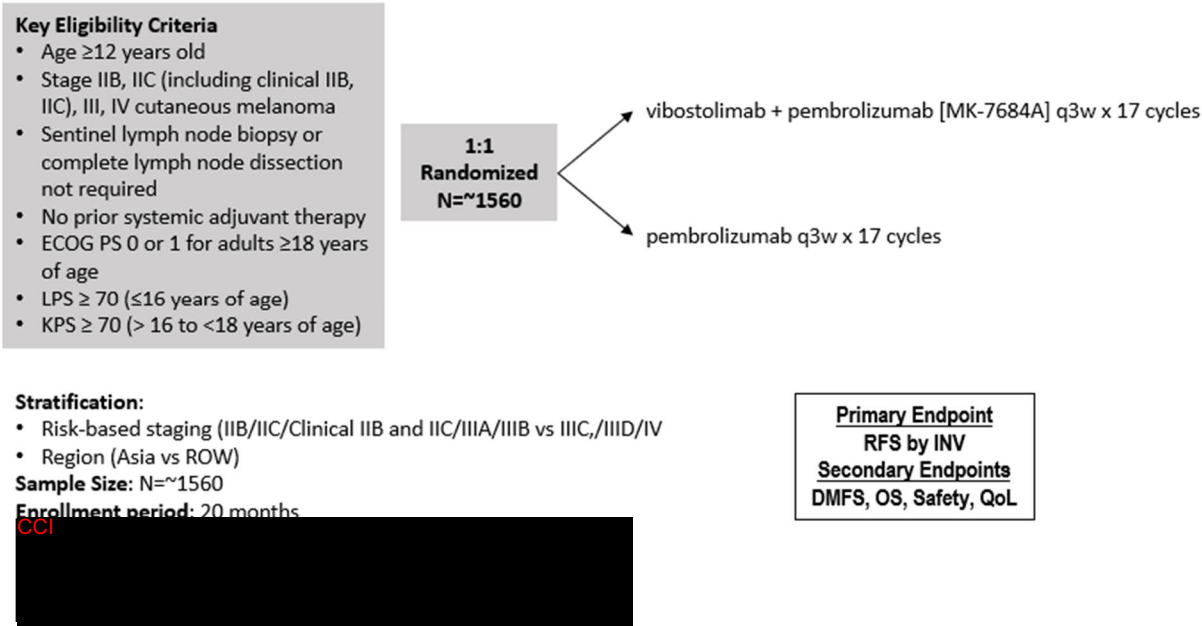 Key Eligibility Criteria
• Age ≥12 years old
• Stage IIB, IIC (including clinical IIB,
IIC), III, IV cutaneous melanoma
• Sentinel lymph node biopsy or
complete lymph node dissection
not required
• No prior systemic adjuvant therapy
• ECOG PS 0 or 1 for adults ≥18 years
of age
• LPS ≥ 70 (≤16 years of age)
• KPS ≥ 70 (> 16 to <18 years of age)
1:1
Randomized
N=~1560
vibostolimab + pembrolizumab [MK-7684A] q3w x 17 cycles
pembrolizumab q3w x 17 cycles
Stratification:
• Risk-based staging (IIB/IIC/Clinical IIB and IIC/IIIA/IIIB vs IIIC,/IIID/IV
• Region (Asia vs ROW)
Sample Size: N=~1560
Enrollment period: 20 months
CCI
Primary Endpoint
RFS by INV
Secondary Endpoints
DMFS, OS, Safety, QoL